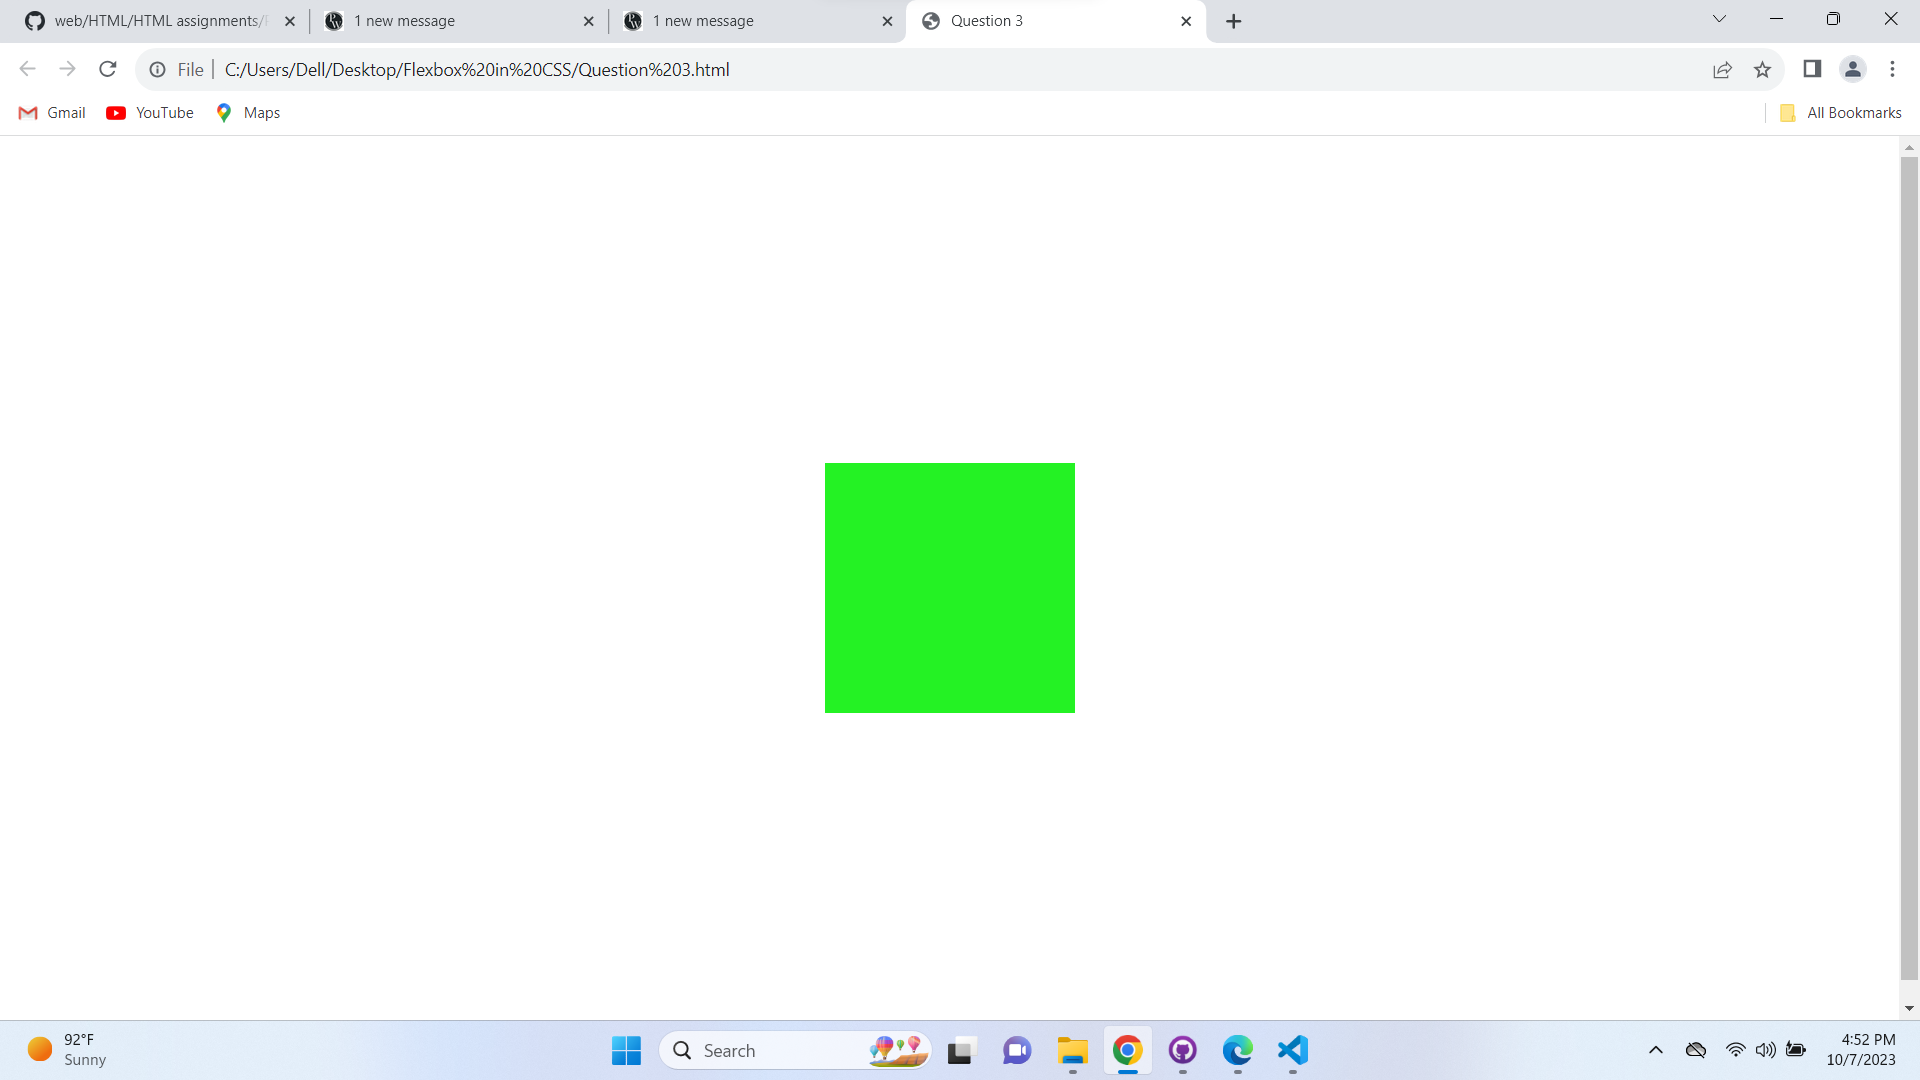 web/HTML/HTML assignments/
1 new message
1 new message
Question 3
File
C:/Users/Dell/Desktop/Flexbox%20in%20CSS/Question%203.html
Gmail
YouTube
Maps
All Bookmarks
92°F
Sunny
Search
4:52 PM
10/7/2023